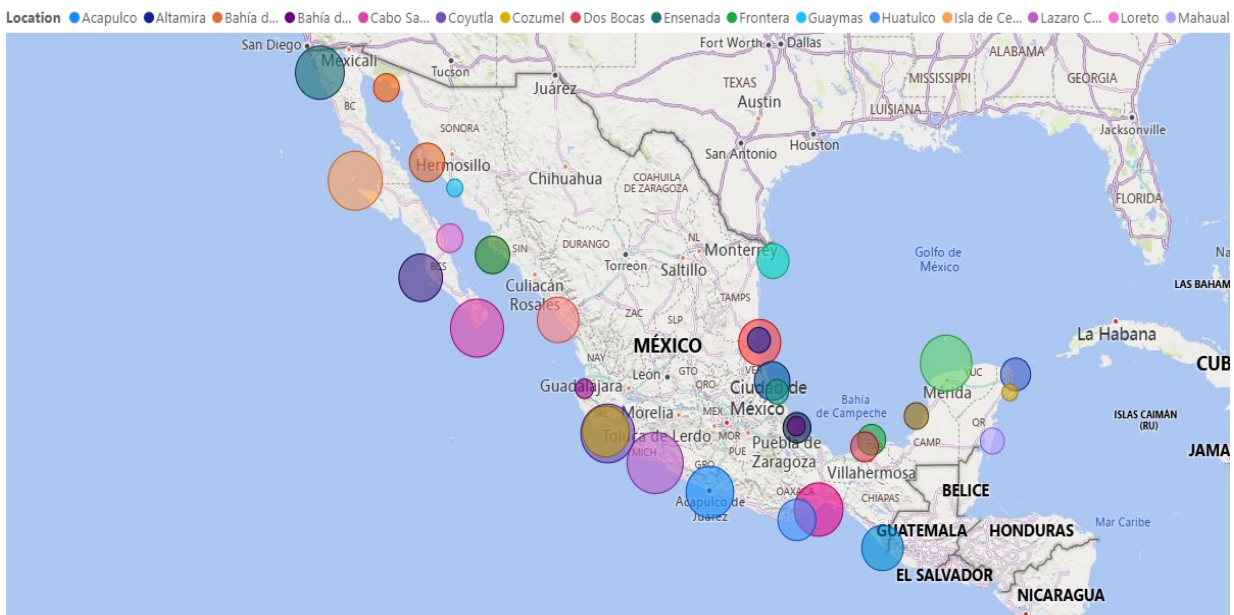 Location Acapulco Altamira Bahía d... Bahía d... Cabo Sa... Coyutla Cozumel Dos Bocas Ensenada Frontera Guaymas Huatulco Isla de Ce... Lazaro C... Loreto Mahaual
San Diego
Mexicali
Tucson
Juárez
Fort Worth
Dallas
TEXAS
Austin
San Antonio
Houston
LOUISIANA
MISSISSIPPI
ALABAMA
GEORGIA
Jacksonville
FLORIDA
BC
SONORA
Hermosillo
Chihuahua
COAHUILA
DE ZARAGOZA
BCS
SIN
Culiacán
Rosales
DURANGO
Torreón
NL
Monterrey
Saltillo
TAMPS
Golfo de
México
Na
LAS BAHAM
ZAC
SLP
NAY
MÉXICO
La Habana
CUB
León
GTO
QRO
VER
Guadalajara
Ciudad de
México
Bahía
de Campeche
YUC
Mérida
JAL
Morelia
MEX
Toluca de Lerdo
MOR
PUE
Puebla de
Zaragoza
TAB
CAMP
QR
ISLAS CAIMÁN
(RU)
MICH
GRO
Villahermosa
JAMA
Acapulco de
Juárez
OAXACA
CHIAPAS
BELICE
GUATEMALA
HONDURAS
Mar Caribe
EL SALVADOR
NICARAGUA